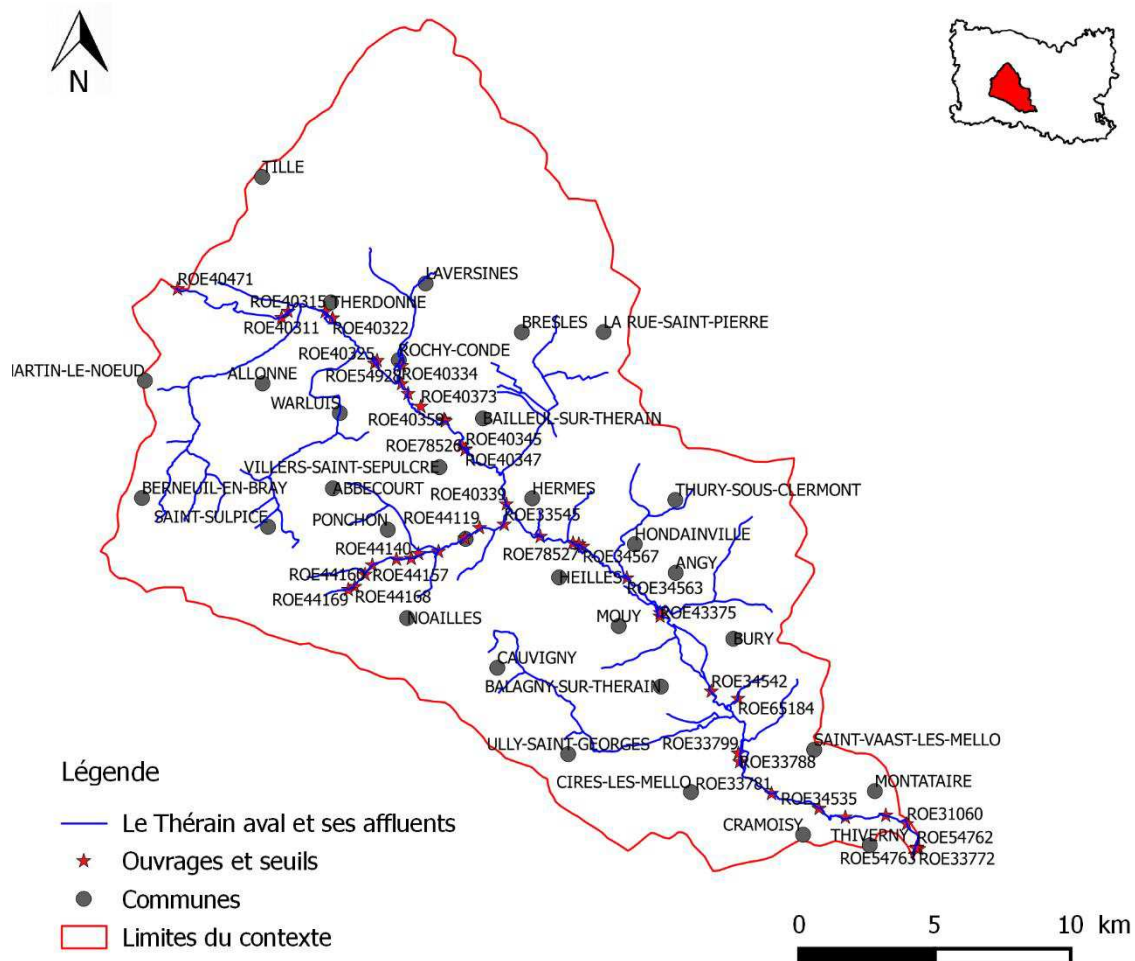 N
TILLE
ROE40471
LAVERSINES
ROE40315
THERDONNE
ROE40311
ROE40322
BRESLES
LA RUE-SAINT-PIERRE
ROE40325
ROCHY-CONDE
MARTIN-LE-NOEUD
ALLONNE
ROE54928
ROE40334
WARLUIS
ROE40373
ROE40359
BAILLEUL-SUR-THERAIN
ROE78526
ROE40345
ROE40347
VILLERS-SAINT-SEPULCRE
BERNEUIL-EN-BRAY
ABBECOURT
ROE40339
HERMES
THURY-SOUS-CLERMONT
SAINT-SULPICE
PONCHON
ROE44119
ROE33545
HONDAINVILLE
ROE44140
ROE78527
ROE34567
ROE44160
ROE44157
HEILLES
ANGY
ROE44169
ROE44168
ROE34563
NOAILLES
MOUY
ROE43375
BURY
CAUVIGNY
BALAGNY-SUR-THERAIN
ROE34542
ROE65184
ULLY-SAINT-GEORGES
ROE33799
SAINT-VAAST-LES-MELLO
ROE33788
CIRES-LES-MELLO
ROE33781
MONTATAIRE
ROE34535
ROE31060
CRAMOISY
THIVERNY
ROE54762
ROE54763
ROE33772
Légende
Le Thérain aval et ses affluents
Ouvrages et seuils
Communes
Limites du contexte
0 5 10 km